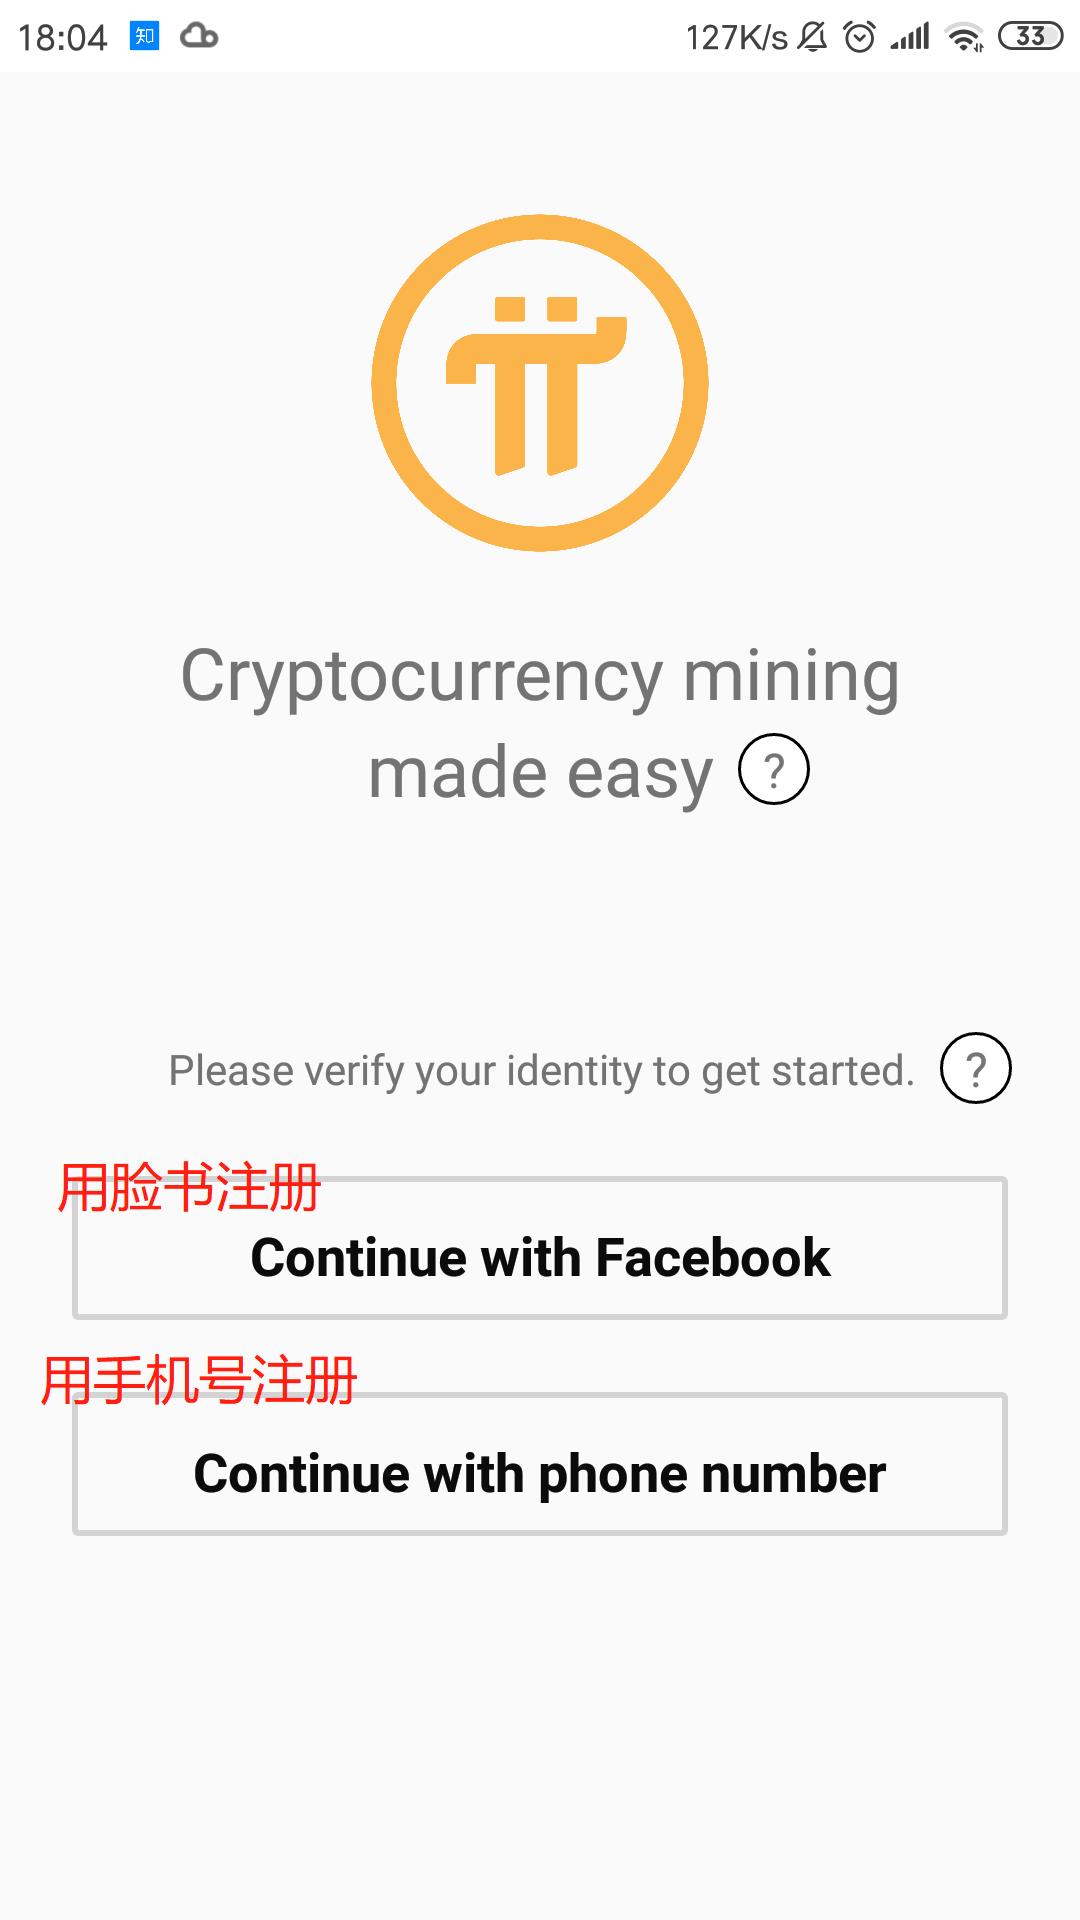 18:04 知 127K/s 33
Cryptocurrency mining
made easy ?
Please verify your identity to get started. ?
用脸书注册
Continue with Facebook
用手机号注册
Continue with phone number